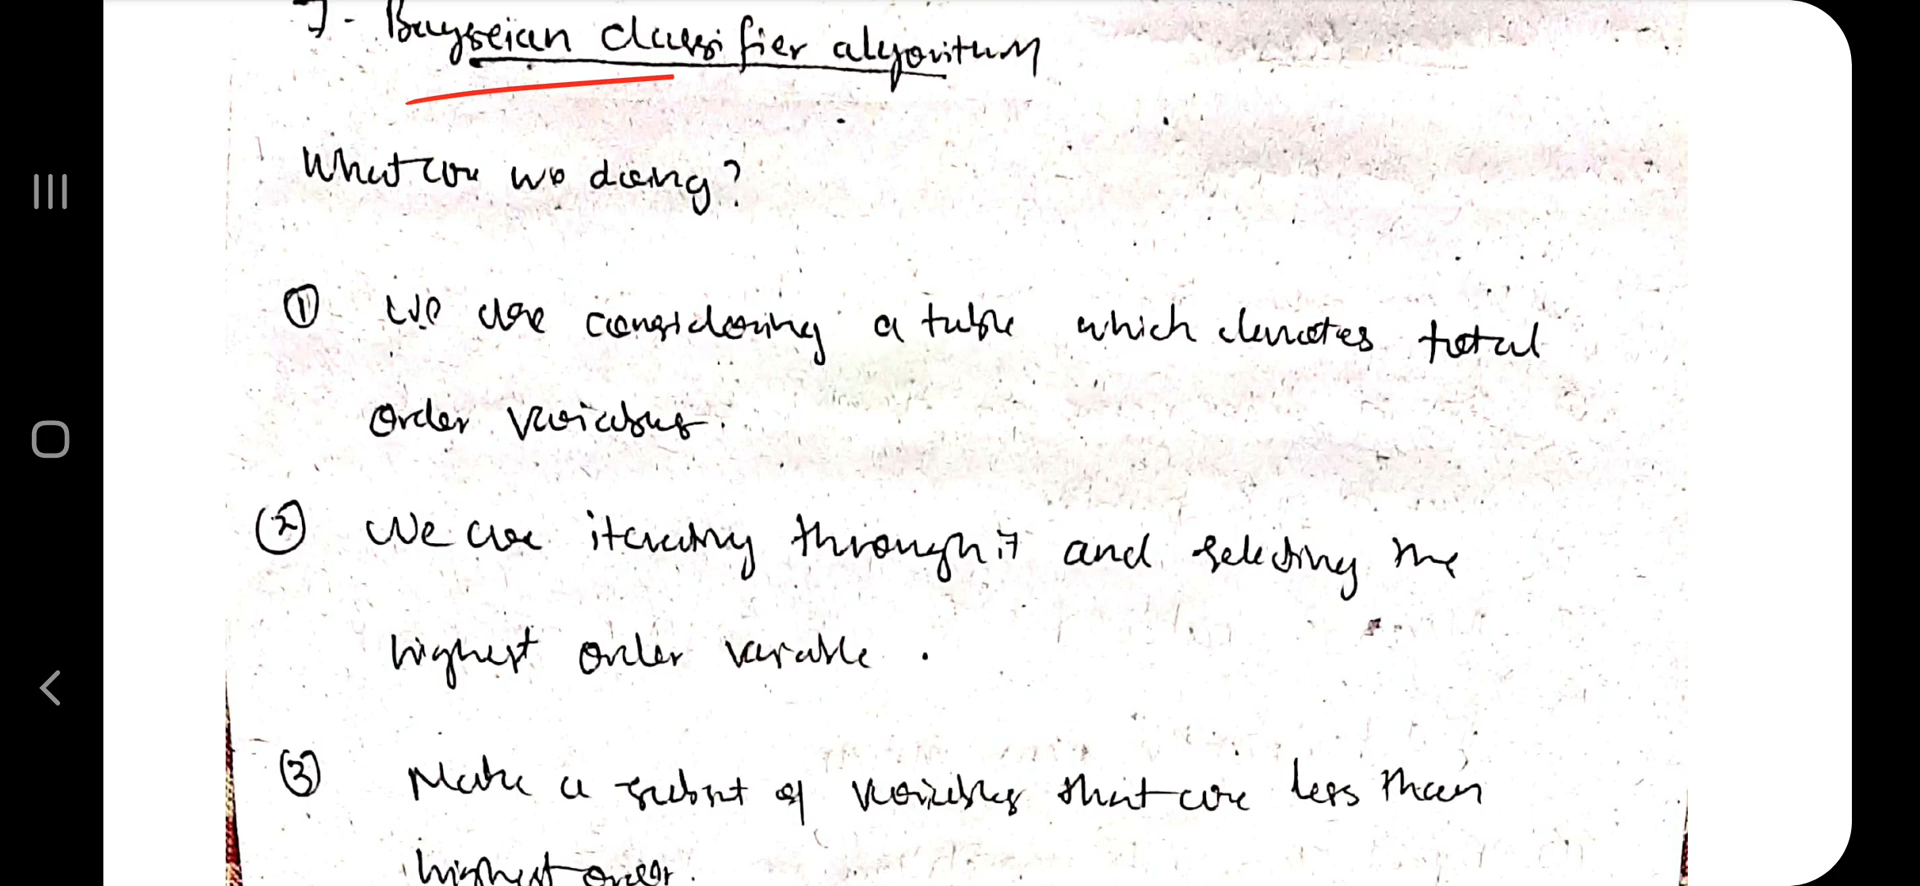 Bayseian classifier algorithm
What are we doing?
① We are considering a table which denotes total
order variables.
② We are iterating through it and selecting the
highest order variable .
③ Make a subset of variables that are less than
highest order.